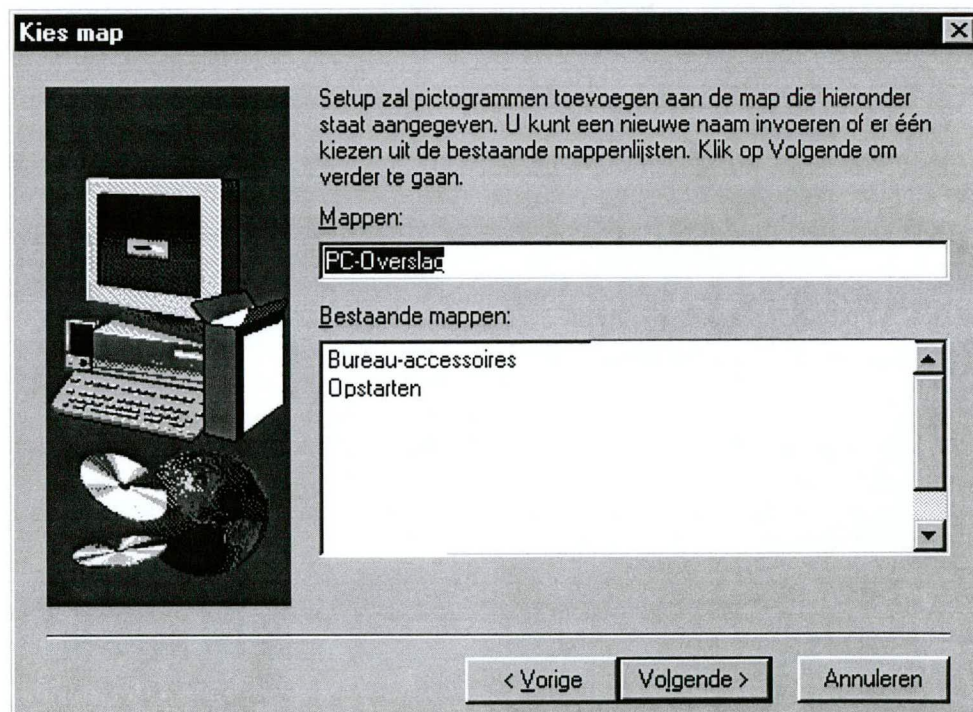 Kies map
Setup zal pictogrammen toevoegen aan de map die hieronder
staat aangegeven. U kunt een nieuwe naam invoeren of er één
kiezen uit de bestaande mappenlijsten. Klik op Volgende om
verder te gaan.
Mappen:
PC-Overslag
Bestaande mappen:
Bureau-accessoires
Opstarten
< Vorige
Volgende >
Annuleren